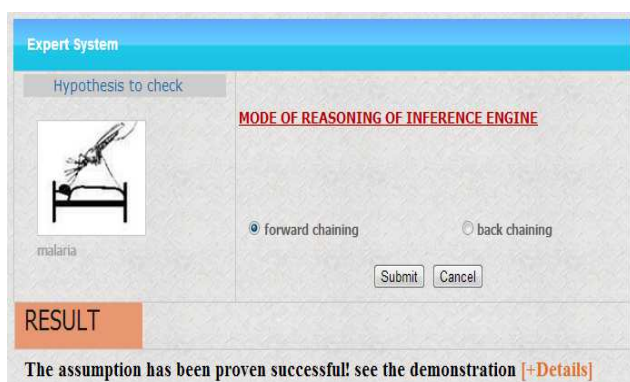 Expert System
Hypothesis to check
MODE OF REASONING OF INFERENCE ENGINE
malaria
forward chaining
back chaining
Submit
Cancel
RESULT
The assumption has been proven successful! see the demonstration [+Details]